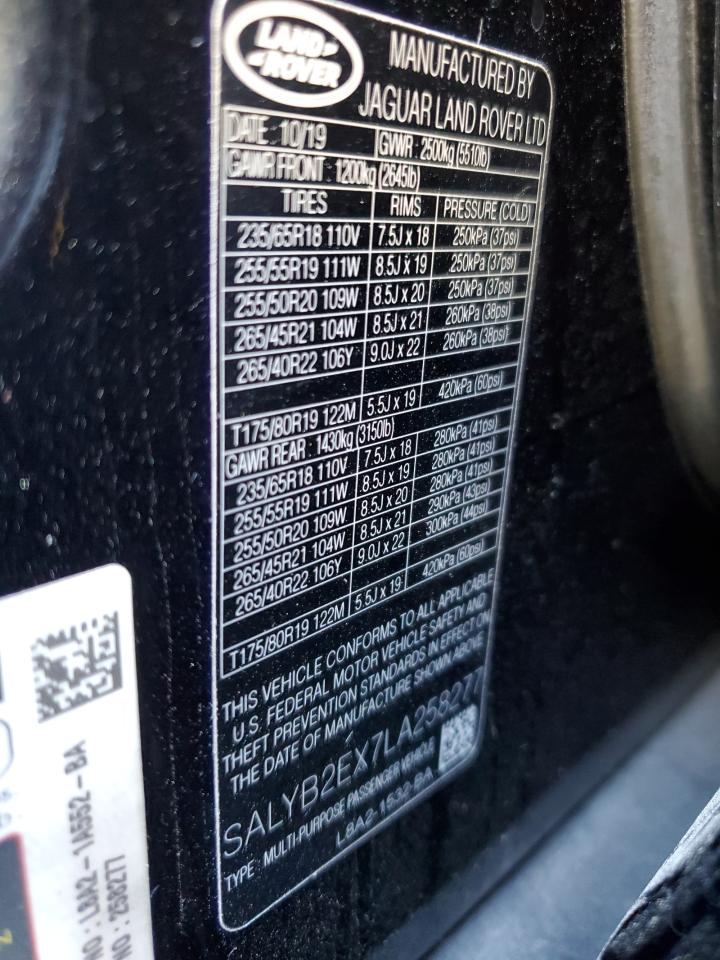 LAND-
-ROVER
MANUFACTURED BY
JAGUAR LAND ROVER LTD
DATE : 10/19 GVWR : 2500kg (5510lb)
GAWR FRONT : 1200kg (2645lb)
TIRES RIMS PRESSURE (COLD)
235/65R18 110V 7.5J x 18 250kPa (37psi)
255/55R19 111W 8.5J x 19 250kPa (37psi)
255/50R20 109W 8.5J x 20 250kPa (37psi)
265/45R21 104W 8.5J x 21 260kPa (38psi)
265/40R22 106Y 9.0J x 22 260kPa (38psi)
T175/80R19 122M 5.5J x 19 420kPa (60psi)
GAWR REAR : 1430kg (3150lb)
235/65R18 110V 7.5J x 18 280kPa (41psi)
255/55R19 111W 8.5J x 19 280kPa (41psi)
255/50R20 109W 8.5J x 20 280kPa (41psi)
265/45R21 104W 8.5J x 21 290kPa (43psi)
265/40R22 106Y 9.0J x 22 300kPa (44psi)
T175/80R19 122M 5.5J x 19 420kPa (60psi)
THIS VEHICLE CONFORMS TO ALL APPLICABLE
U.S. FEDERAL MOTOR VEHICLE SAFETY AND
THEFT PREVENTION STANDARDS IN EFFECT ON
THE DATE OF MANUFACTURE SHOWN ABOVE
SALYB2EX7LA258277
TYPE : MULTI-PURPOSE PASSENGER VEHICLE
L8A2-1532-BA
NO : L8A2-1A552-BA
NO : 258277